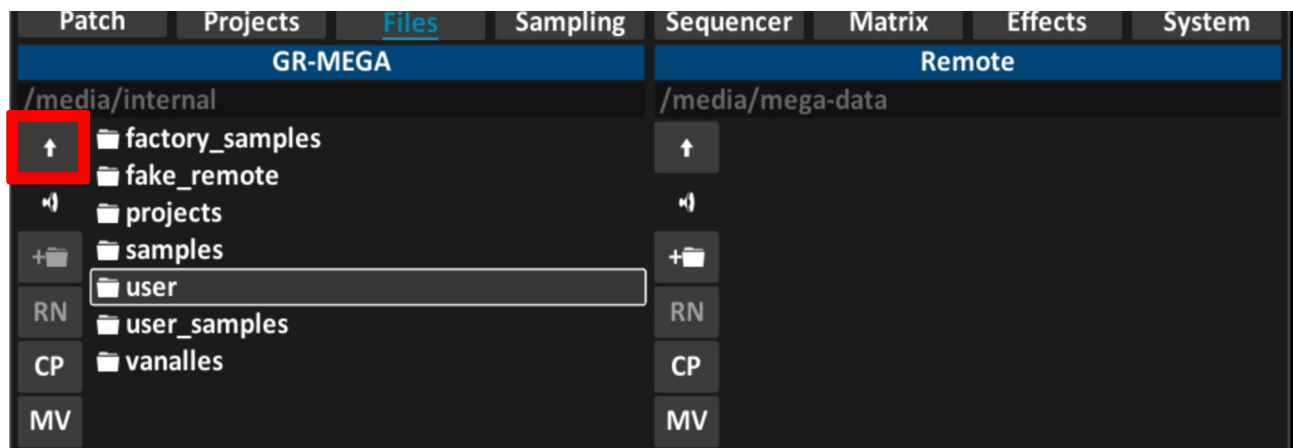 Patch Projects Files Sampling Sequencer Matrix Effects System
GR-MEGA
/media/internal
factory_samples
fake_remote
projects
samples
+
user
RN
user_samples
CP
vanalles
MV
Remote
/media/mega-data
+
RN
CP
MV